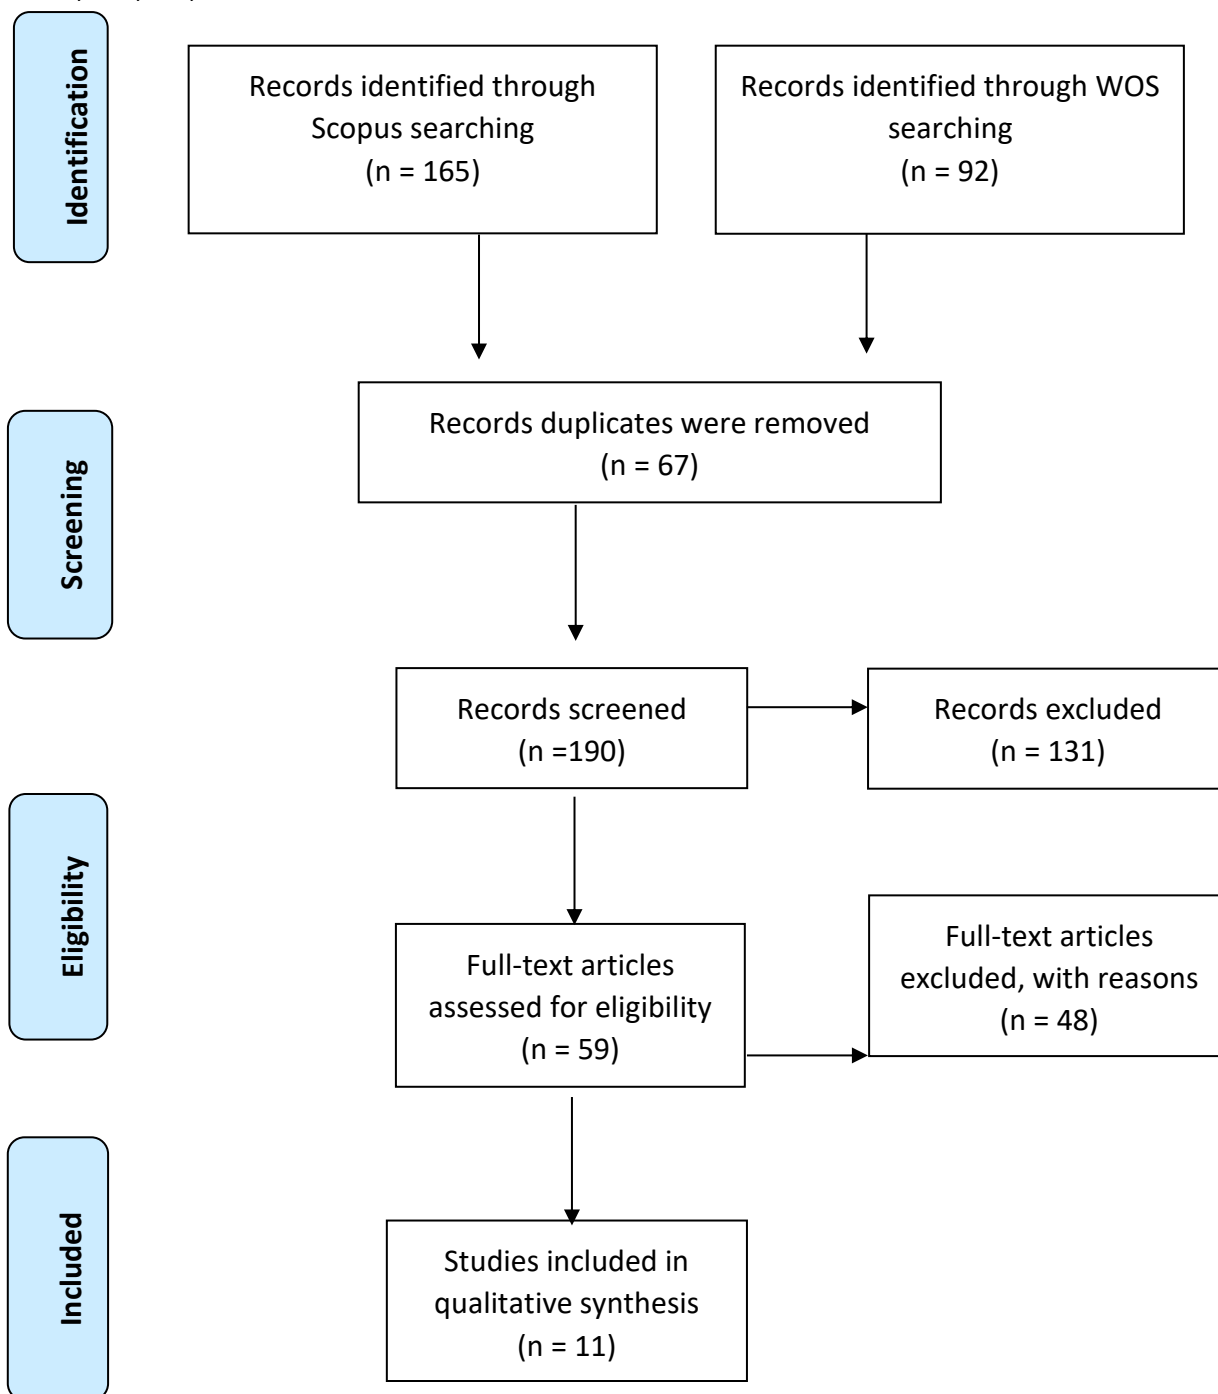 Identification
Records identified through
Scopus searching
(n = 165)
Records identified through WOS
searching
(n = 92)
Screening
Records duplicates were removed
(n = 67)
Records screened
(n =190)
Records excluded
(n = 131)
Eligibility
Full-text articles
assessed for eligibility
(n = 59)
Full-text articles
excluded, with reasons
(n = 48)
Included
Studies included in
qualitative synthesis
(n = 11)